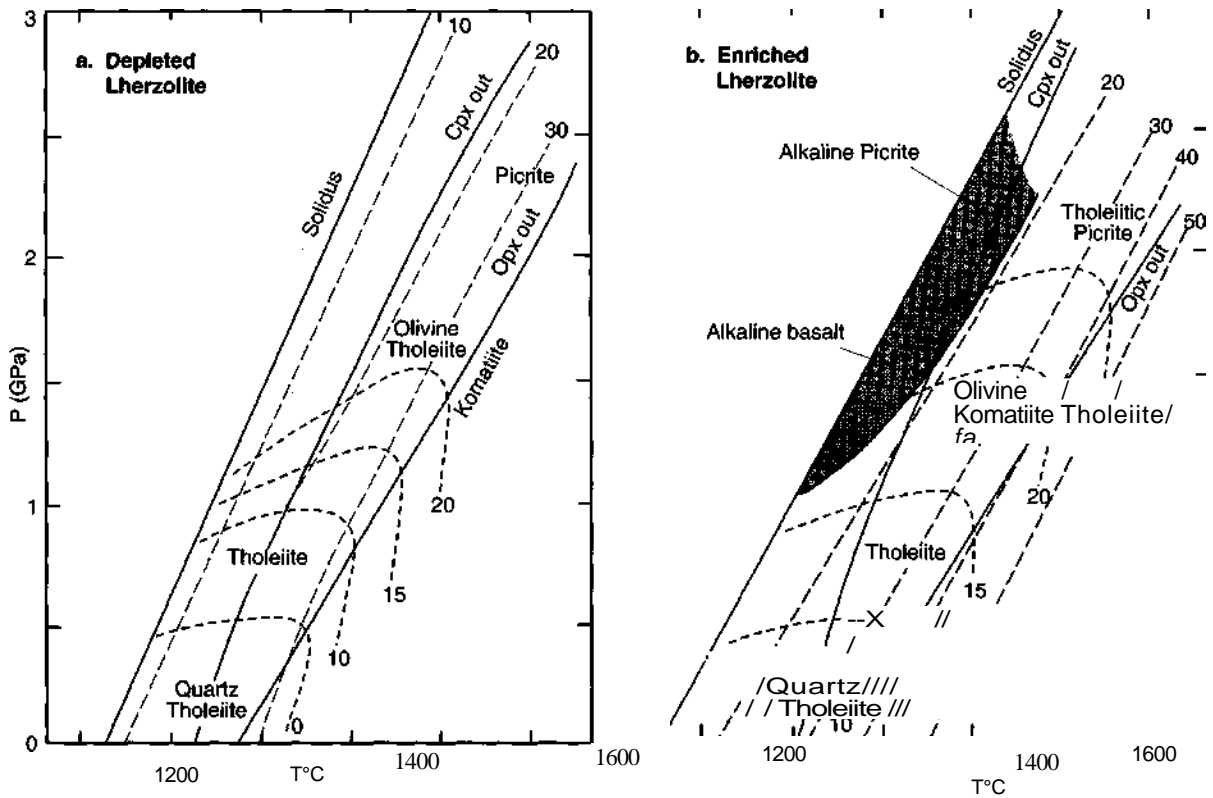 3
2
1
0
P (GPa)
a. Depleted
Lherzolite
10
20
30
Solidus
Cpx out
Picrite
Opx out
Olivine
Tholeiite
Komatiite
20
Tholeiite
15
10
Quartz
Tholeiite
0
1200
T°C
1400
1600
b. Enriched
Lherzolite
Solidus
Cpx out
20
30
40
50
Alkaline Picrite
Tholeiitic
Picrite
Opx out
Alkaline basalt
Olivine
Komatiite Tholeiite/
fa
20
Tholeiite
15
X
//
/Quartz////
/ / Tholeiite ///
10
1200
1400
1600
T°C